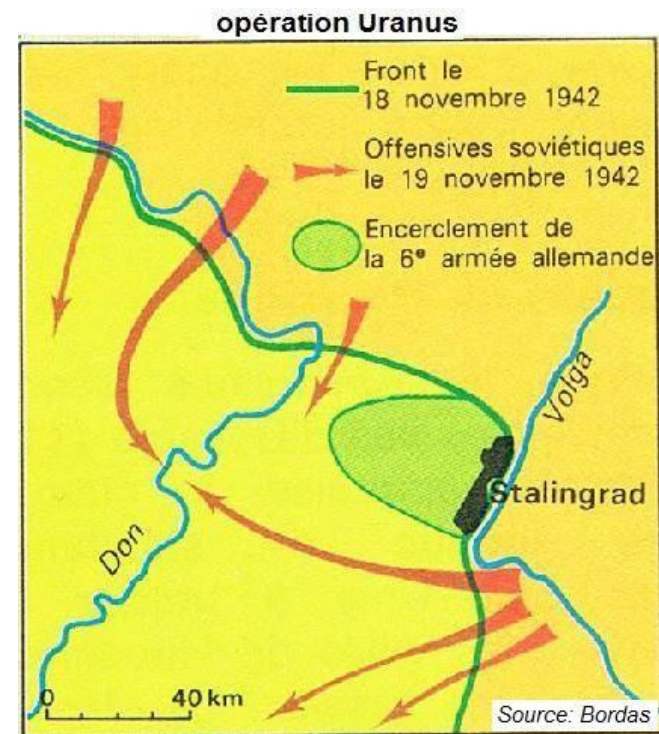 opération Uranus
Front le
18 novembre 1942
Offensives soviétiques
le 19 novembre 1942
Encerclement de
la 6e armée allemande
Volga
Stalingrad
Don
0 40 km
Source: Bordas